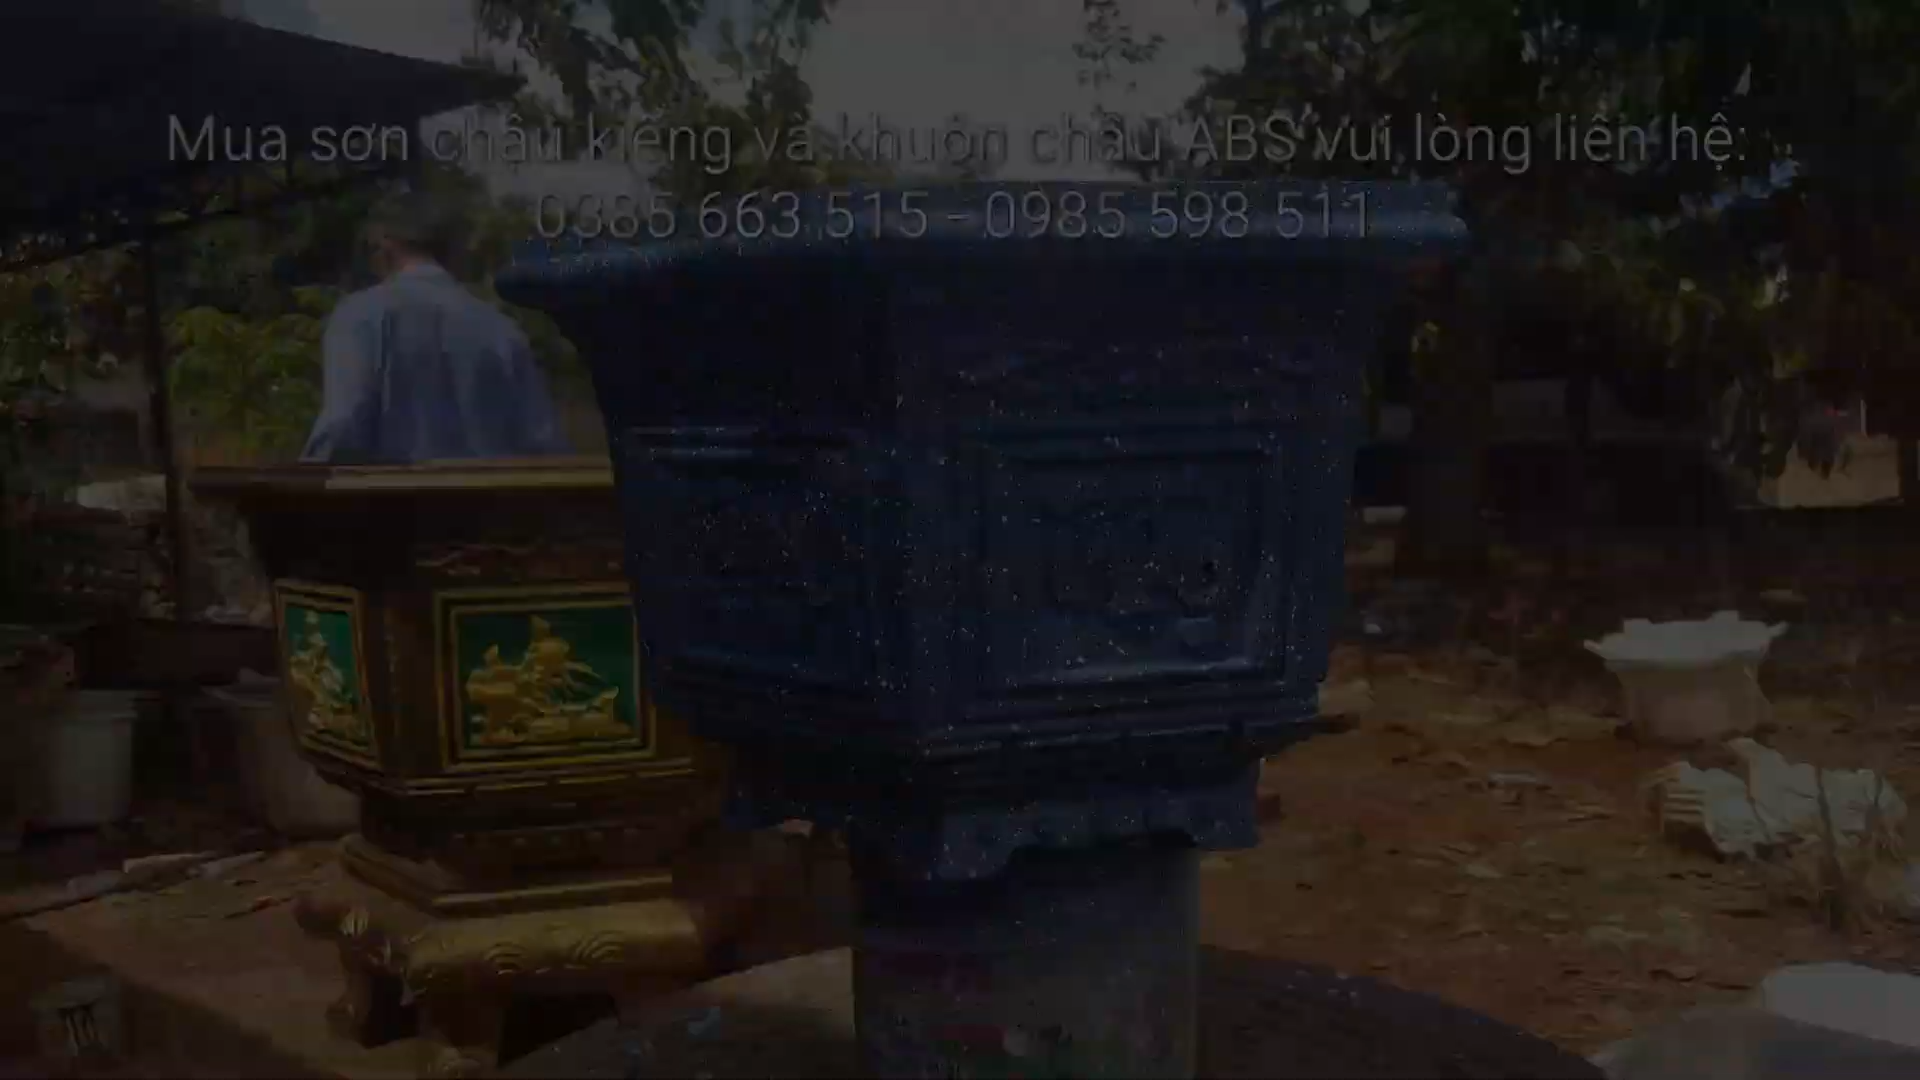 Mua sơn chậu kiểng và khuôn chậu ABS vui lòng liên hệ:
0385 663 515 - 0985 598 511